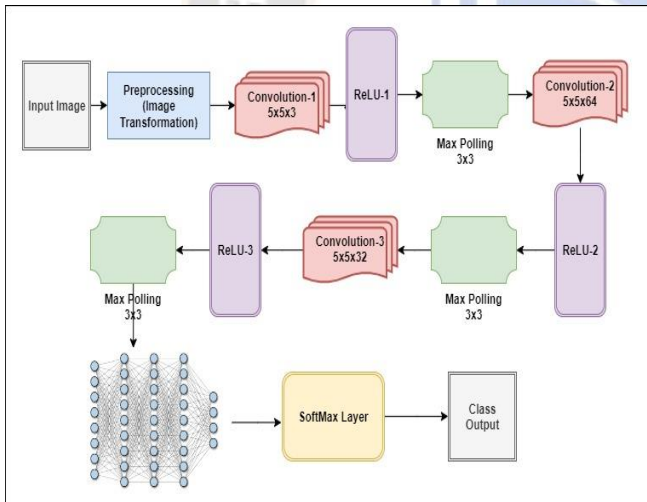 Input Image
Preprocessing
(Image
Transformation)
Convolution-1
5x5x3
ReLU-1
Max Polling
3x3
Convolution-2
5x5x64
ReLU-2
Max Polling
3x3
Convolution-3
5x5x32
ReLU-3
Max Polling
3x3
SoftMax Layer
Class
Output